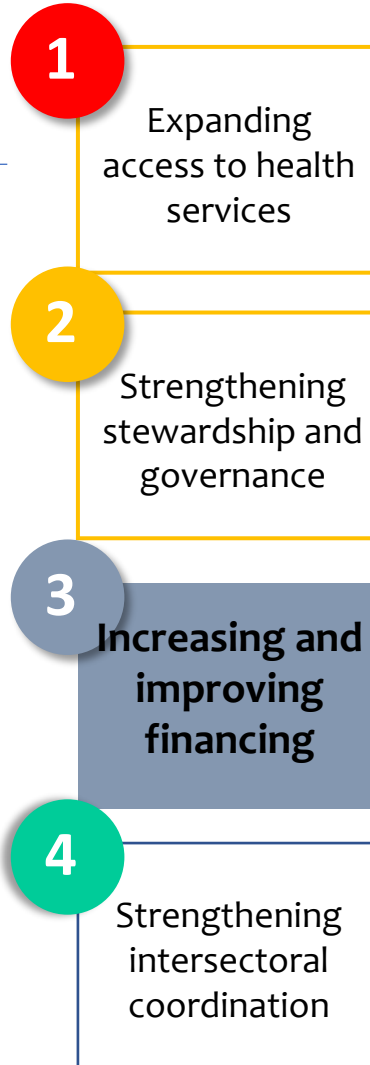 1
Expanding
access to health
services
2
Strengthening
stewardship and
governance
3
Increasing and
improving
financing
4
Strengthening
intersectoral
coordination